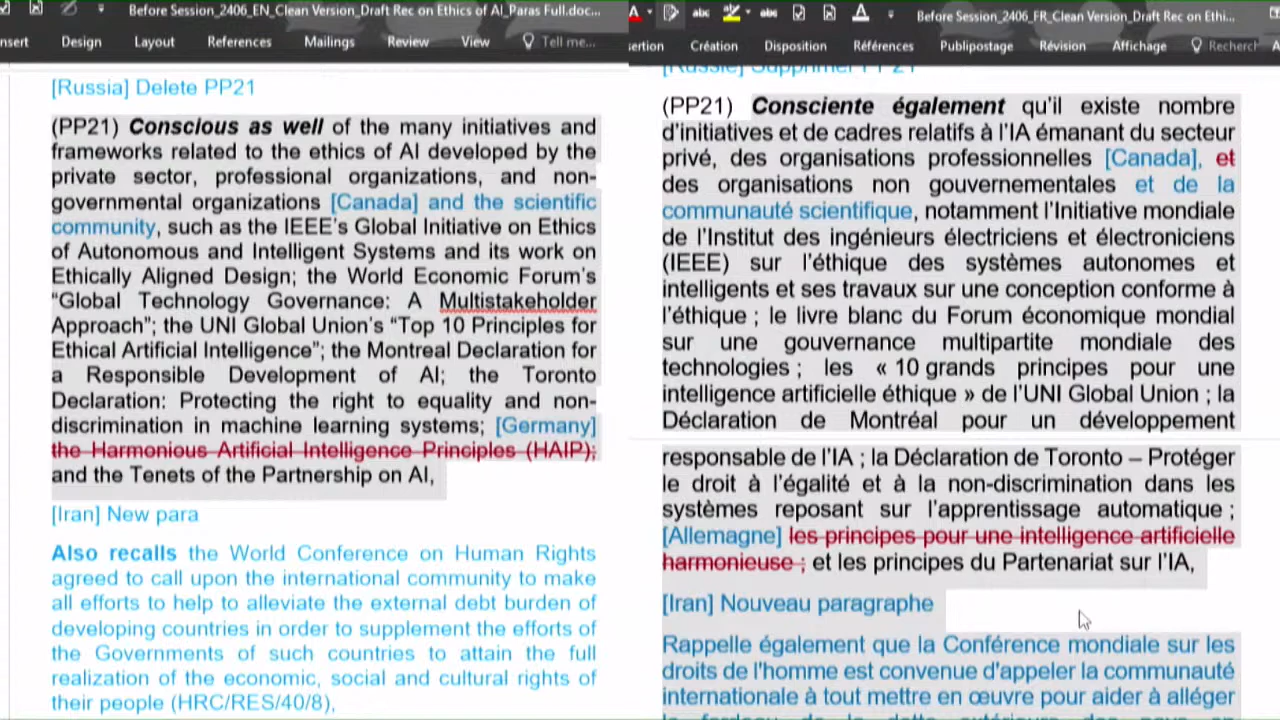 Before Session_2406_EN_Clean Version_Draft Rec on Ethics of AI_Paras Full.doc...
nsert Design Layout References Mailings Review View Tell me...
[Russia] Delete PP21
(PP21) Conscious as well of the many initiatives and
frameworks related to the ethics of AI developed by the
private sector, professional organizations, and non-
governmental organizations [Canada] and the scientific
community, such as the IEEE's Global Initiative on Ethics
of Autonomous and Intelligent Systems and its work on
Ethically Aligned Design; the World Economic Forum's
“Global Technology Governance: A Multistakeholder
Approach”; the UNI Global Union's “Top 10 Principles for
Ethical Artificial Intelligence”; the Montreal Declaration for
a Responsible Development of AI; the Toronto
Declaration: Protecting the right to equality and non-
discrimination in machine learning systems; [Germany]
the Harmonious Artificial Intelligence Principles (HAIP);
and the Tenets of the Partnership on AI,
[Iran] New para
Also recalls the World Conference on Human Rights
agreed to call upon the international community to make
all efforts to help to alleviate the external debt burden of
developing countries in order to supplement the efforts of
the Governments of such countries to attain the full
realization of the economic, social and cultural rights of
their people (HRC/RES/40/8),
Before Session_2406_FR_Clean Version_Draft Rec on Ethi...
sertion Création Disposition Références Publipostage Révision Affichage Recherc
[Russie] Supprimer PP 21
(PP21) Consciente également qu'il existe nombre
d'initiatives et de cadres relatifs à l'IA émanant du secteur
privé, des organisations professionnelles [Canada], et
des organisations non gouvernementales et de la
communauté scientifique, notamment l'Initiative mondiale
de l'Institut des ingénieurs électriciens et électroniciens
(IEEE) sur l'éthique des systèmes autonomes et
intelligents et ses travaux sur une conception conforme à
l'éthique ; le livre blanc du Forum économique mondial
sur une gouvernance multipartite mondiale des
technologies ; les « 10 grands principes pour une
intelligence artificielle éthique » de l'UNI Global Union ; la
Déclaration de Montréal pour un développement
responsable de l'IA ; la Déclaration de Toronto – Protéger
le droit à l'égalité et à la non-discrimination dans les
systèmes reposant sur l'apprentissage automatique ;
[Allemagne] les principes pour une intelligence artificielle
harmonieuse ; et les principes du Partenariat sur l'IA,
[Iran] Nouveau paragraphe
Rappelle également que la Conférence mondiale sur les
droits de l'homme est convenue d'appeler la communauté
internationale à tout mettre en œuvre pour aider à alléger